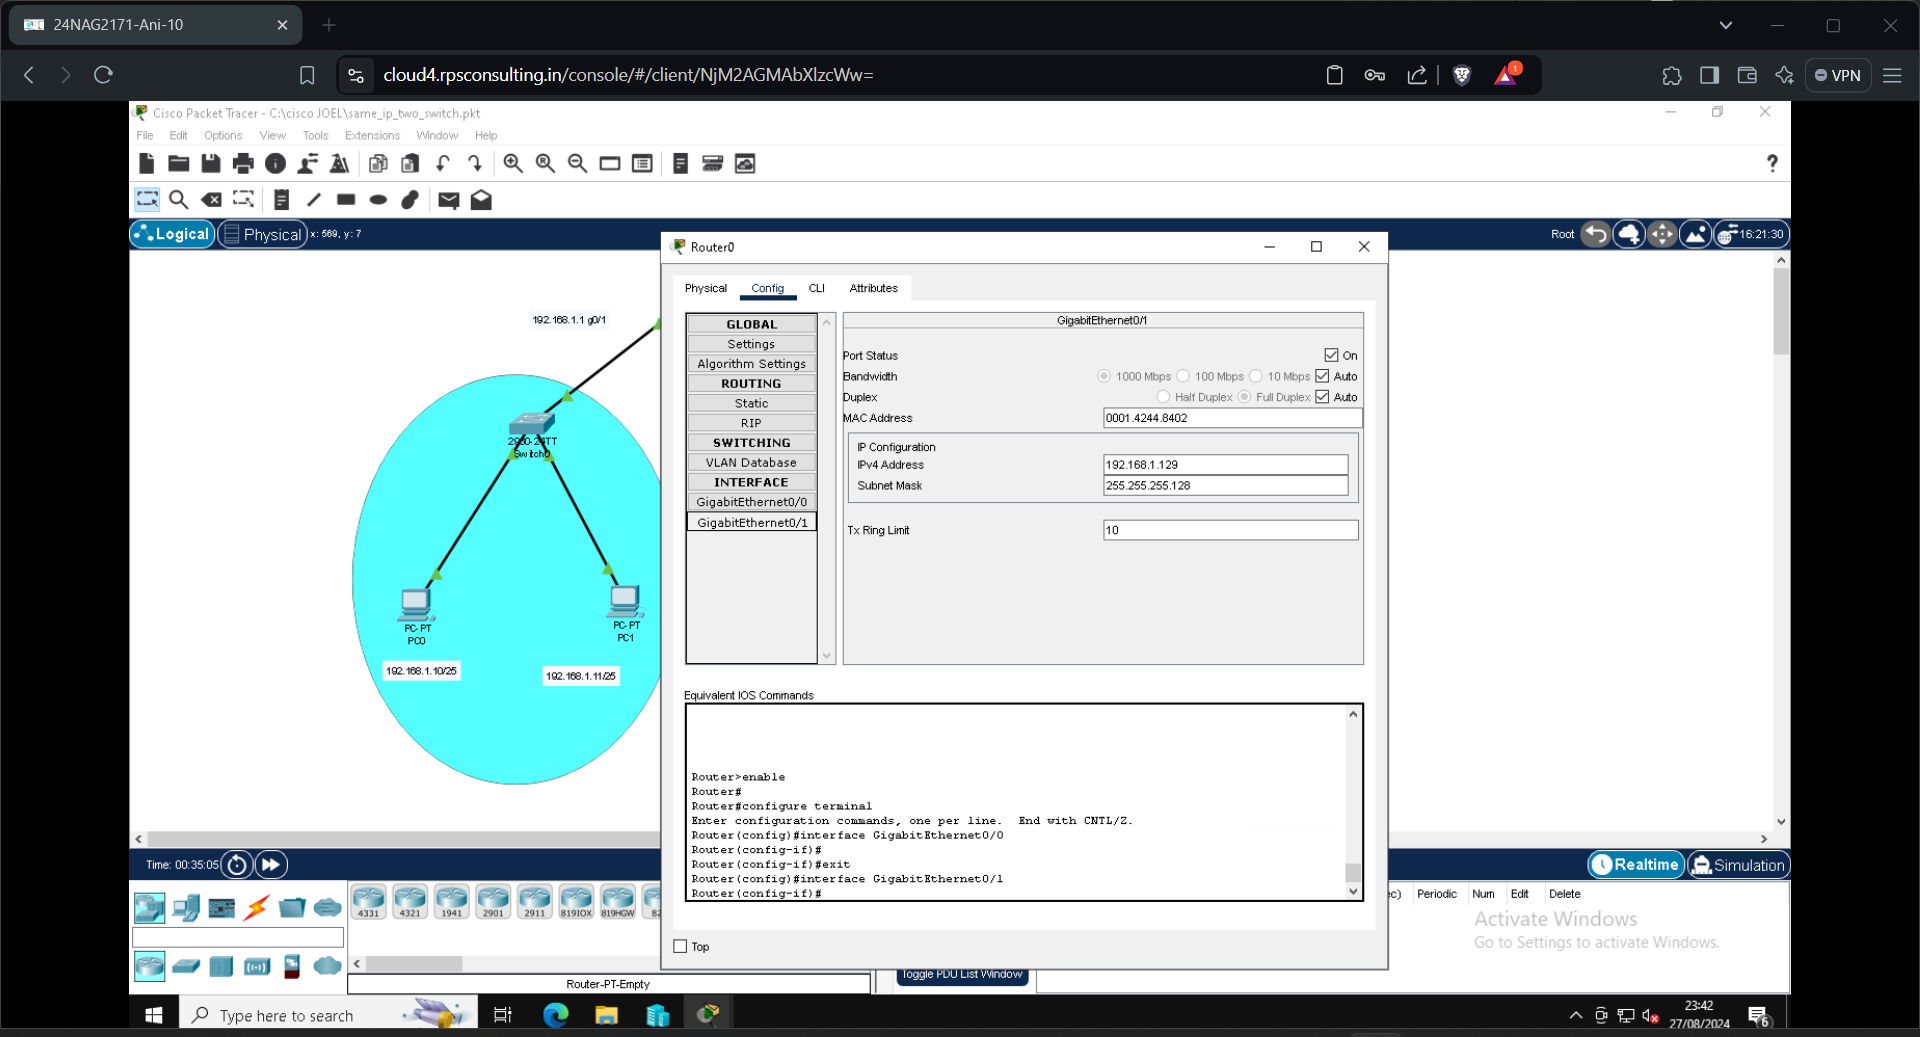 24NAG2171-Ani-10
cloud4.rpsconsulting.in/console/#/client/NjM2AGMAbXlzcWw=
1
VPN
Cisco Packet Tracer - C:\cisco JOEL\same_ip_two_switch.pkt
File Edit Options View Tools Extensions Window Help
?
Logical Physical x: 569, y: 7
Root 16:21:30
Router0
Physical Config CLI Attributes
GLOBAL
Settings
Algorithm Settings
ROUTING
Static
RIP
SWITCHING
VLAN Database
INTERFACE
GigabitEthernet0/0
GigabitEthernet0/1
GigabitEthernet0/1
Port Status On
Bandwidth 1000 Mbps 100 Mbps 10 Mbps Auto
Duplex Half Duplex Full Duplex Auto
MAC Address 0001.4244.8402
IP Configuration
IPv4 Address 192.168.1.129
Subnet Mask 255.255.255.128
Tx Ring Limit 10
Equivalent IOS Commands
Router>enable
Router#
Router#configure terminal
Enter configuration commands, one per line. End with CNTL/Z.
Router(config)#interface GigabitEthernet0/0
Router(config-if)#
Router(config-if)#exit
Router(config)#interface GigabitEthernet0/1
Router(config-if)#
Top
192.168.1.1 g0/1
2950-24TT
Switch0
PC-PT
PC0
PC-PT
PC1
192.168.1.10/25
192.168.1.11/25
Time: 00:35:05
Realtime Simulation
4331 4321 1941 2901 2911 819IOX 819HGW
Router-PT-Empty
Toggle PDU List Window
Periodic Num Edit Delete
Activate Windows
Go to Settings to activate Windows.
Type here to search
23:42
27/08/2024
6